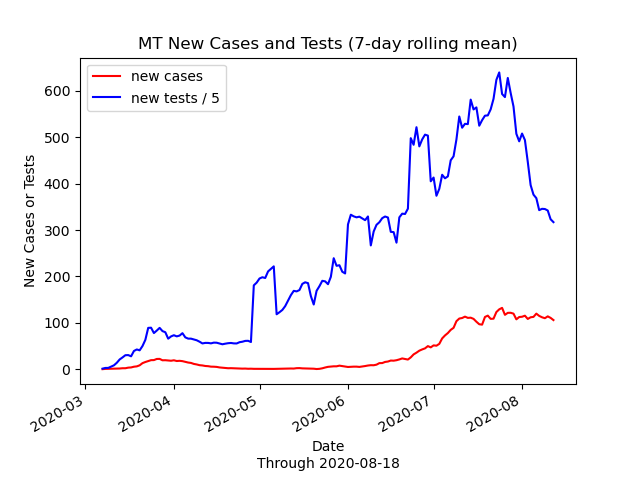 MT New Cases and Tests (7-day rolling mean)
new cases
new tests / 5
New Cases or Tests
600
500
400
300
200
100
0
2020-03
2020-04
2020-05
2020-06
2020-07
2020-08
Date
Through 2020-08-18